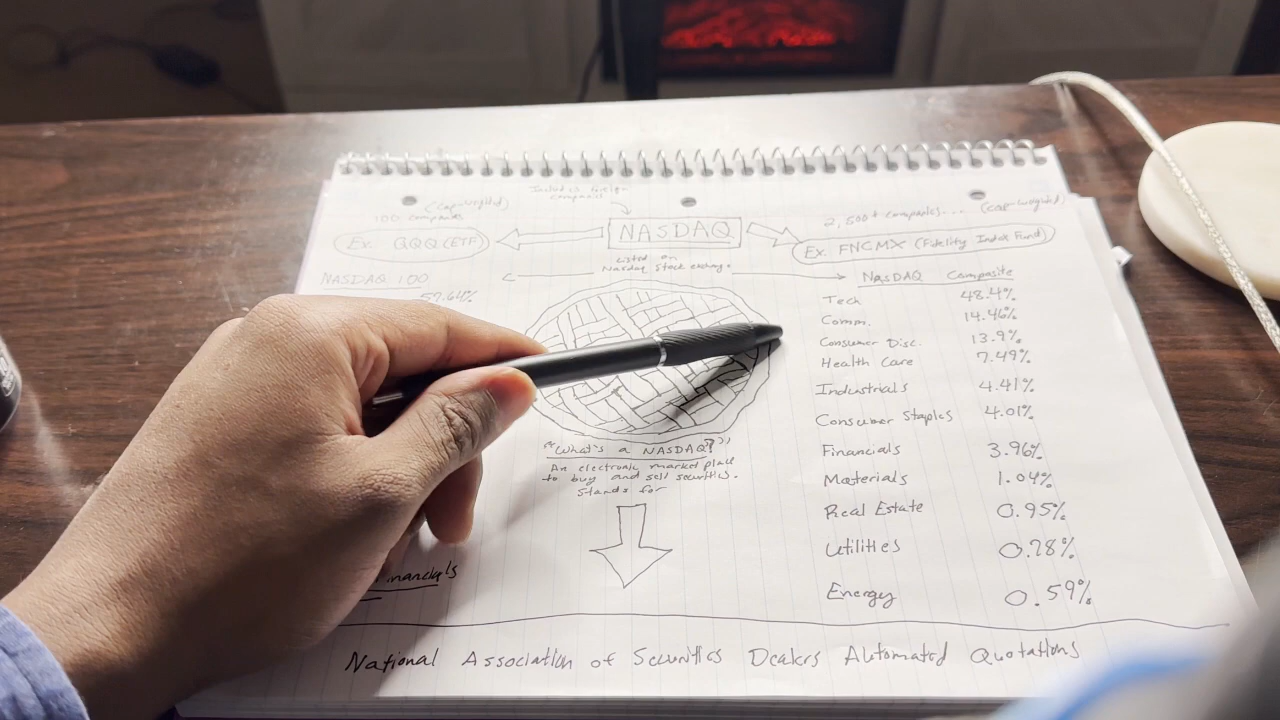 Includes foreign
companies
(cap-weighted)
100 companies
Ex. QQQ (ETF)
NASDAQ
2,500+ companies... (cap-weighted)
Ex. FNCMX (Fidelity Index Fund)
Listed on
Nasdaq Stock exchange.
NASDAQ 100
57.64%
NASDAQ Composite
Tech 48.4%
Comm. 14.46%
Consumer Disc. 13.9%
Health Care 7.49%
Industrials 4.41%
Consumer Staples 4.01%
Financials 3.96%
Materials 1.04%
Real Estate 0.95%
Utilities 0.78%
Energy 0.59%
"What's a NASDAQ?"
An electronic market place
to buy and sell securities.
Stands for
National Association of Securities Dealers Automated Quotations